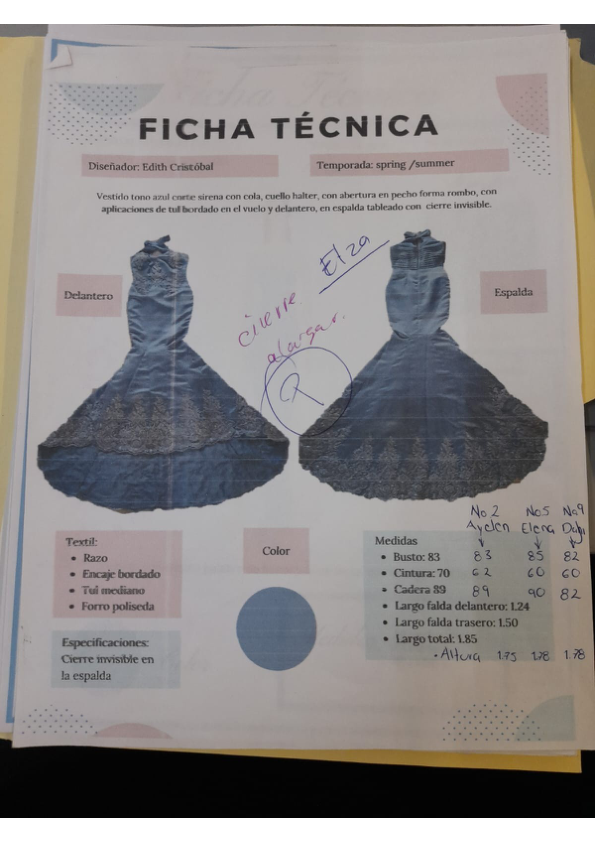 FICHA TÉCNICA
Diseñador: Edith Cristóbal
Temporada: spring /summer
Vestido tono azul corte sirena con cola, cuello halter, con abertura en pecho forma rombo, con
aplicaciones de tul bordado en el vuelo y delantero, en espalda tableado con cierre invisible.
Elza
Delantero
Espalda
cierre
alargar.
No 2 No 5 No 9
Ayelen Elena
Textil:
• Razo
• Encaje bordado
• Tul mediano
• Forro poliseda
Color
Medidas
• Busto: 83 83 85 82
• Cintura: 70 62 60 60
• Cadera 89 89 90 82
• Largo falda delantero: 1.24
• Largo falda trasero: 1.50
• Largo total: 1.85
• Altura 1.75 1.78 1.78
Especificaciones:
Cierre invisible en
la espalda